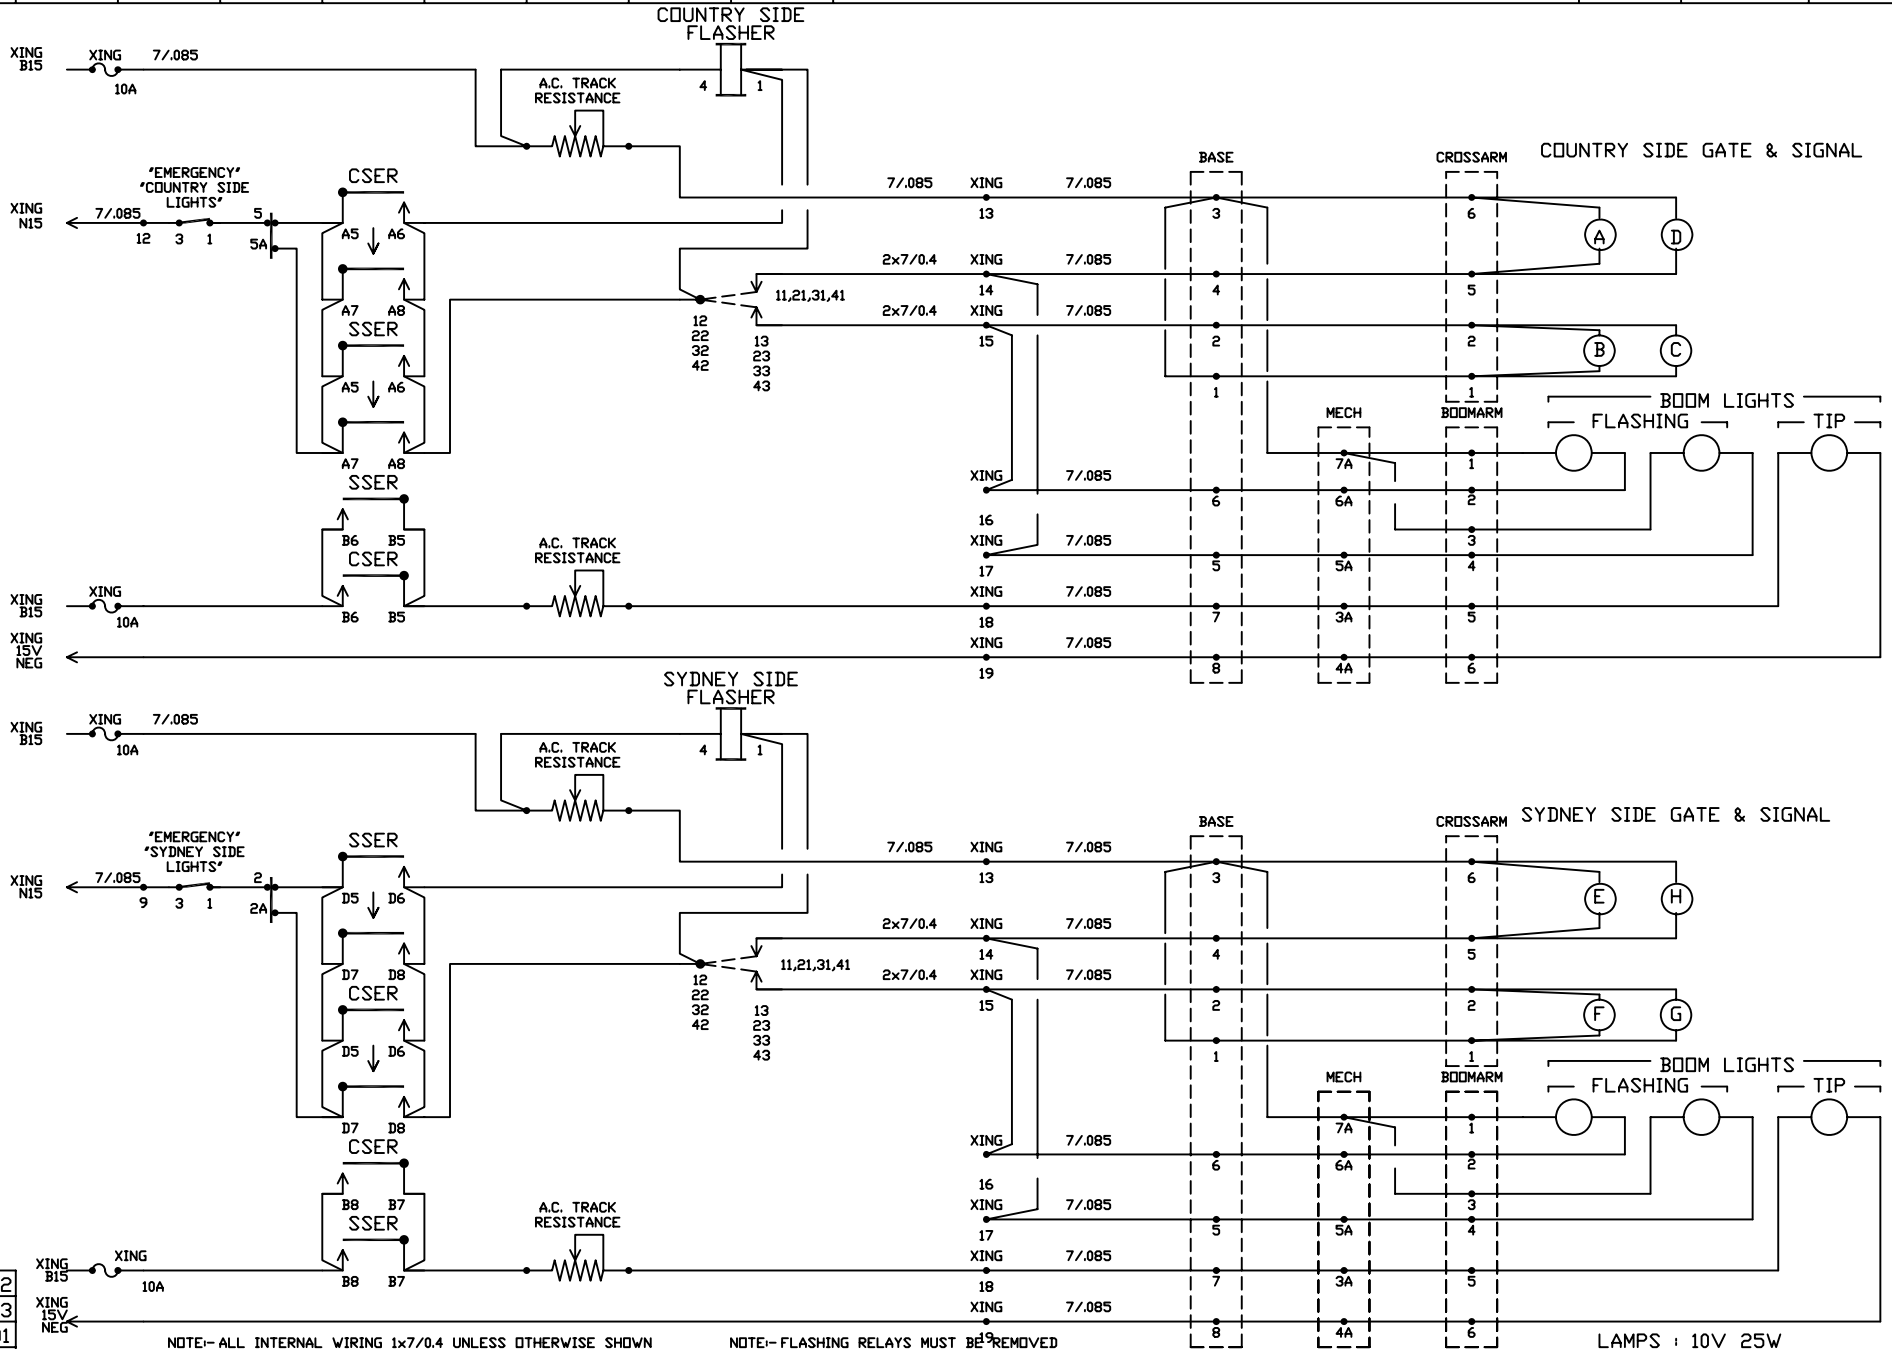 COUNTRY SIDE
FLASHER
XING
B15
XING
7/.085
10A
A.C. TRACK
RESISTANCE
4
1
"EMERGENCY"
"COUNTRY SIDE
LIGHTS"
CSER
XING
N15
7/.085
12
3
1
5
5A
A5
A6
A7
A8
SSER
A5
A6
A7
A8
SSER
B6
B5
CSER
B6
B5
11,21,31,41
12
22
32
42
13
23
33
43
7/.085
XING
7/.085
13
2x7/0.4
XING
7/.085
14
2x7/0.4
XING
7/.085
15
BASE
3
4
2
1
CROSSARM
6
5
2
1
COUNTRY SIDE GATE & SIGNAL
A
D
B
C
BOOM LIGHTS
FLASHING
TIP
MECH
BOOMARM
7A
1
XING
7/.085
16
6
6A
2
3
XING
7/.085
17
5
5A
4
XING
B15
XING
10A
A.C. TRACK
RESISTANCE
XING
7/.085
18
7
3A
5
XING
15V
NEG
XING
7/.085
19
8
4A
6
SYDNEY SIDE
FLASHER
XING
B15
XING
7/.085
10A
A.C. TRACK
RESISTANCE
4
1
"EMERGENCY"
"SYDNEY SIDE
LIGHTS"
SSER
XING
N15
7/.085
9
3
1
2
2A
D5
D6
D7
D8
CSER
D5
D6
D7
D8
CSER
B8
B7
SSER
B8
B7
11,21,31,41
12
22
32
42
13
23
33
43
7/.085
XING
7/.085
13
2x7/0.4
XING
7/.085
14
2x7/0.4
XING
7/.085
15
BASE
3
4
2
1
CROSSARM
6
5
2
1
SYDNEY SIDE GATE & SIGNAL
E
H
F
G
BOOM LIGHTS
FLASHING
TIP
MECH
BOOMARM
7A
1
XING
7/.085
16
6
6A
2
3
XING
7/.085
17
5
5A
4
XING
B15
XING
10A
A.C. TRACK
RESISTANCE
XING
7/.085
18
7
3A
5
XING
15V
NEG
XING
7/.085
19
8
4A
6
2
3
01
NOTE:- ALL INTERNAL WIRING 1x7/0.4 UNLESS OTHERWISE SHOWN
NOTE:-FLASHING RELAYS MUST BE REMOVED
LAMPS : 10V 25W